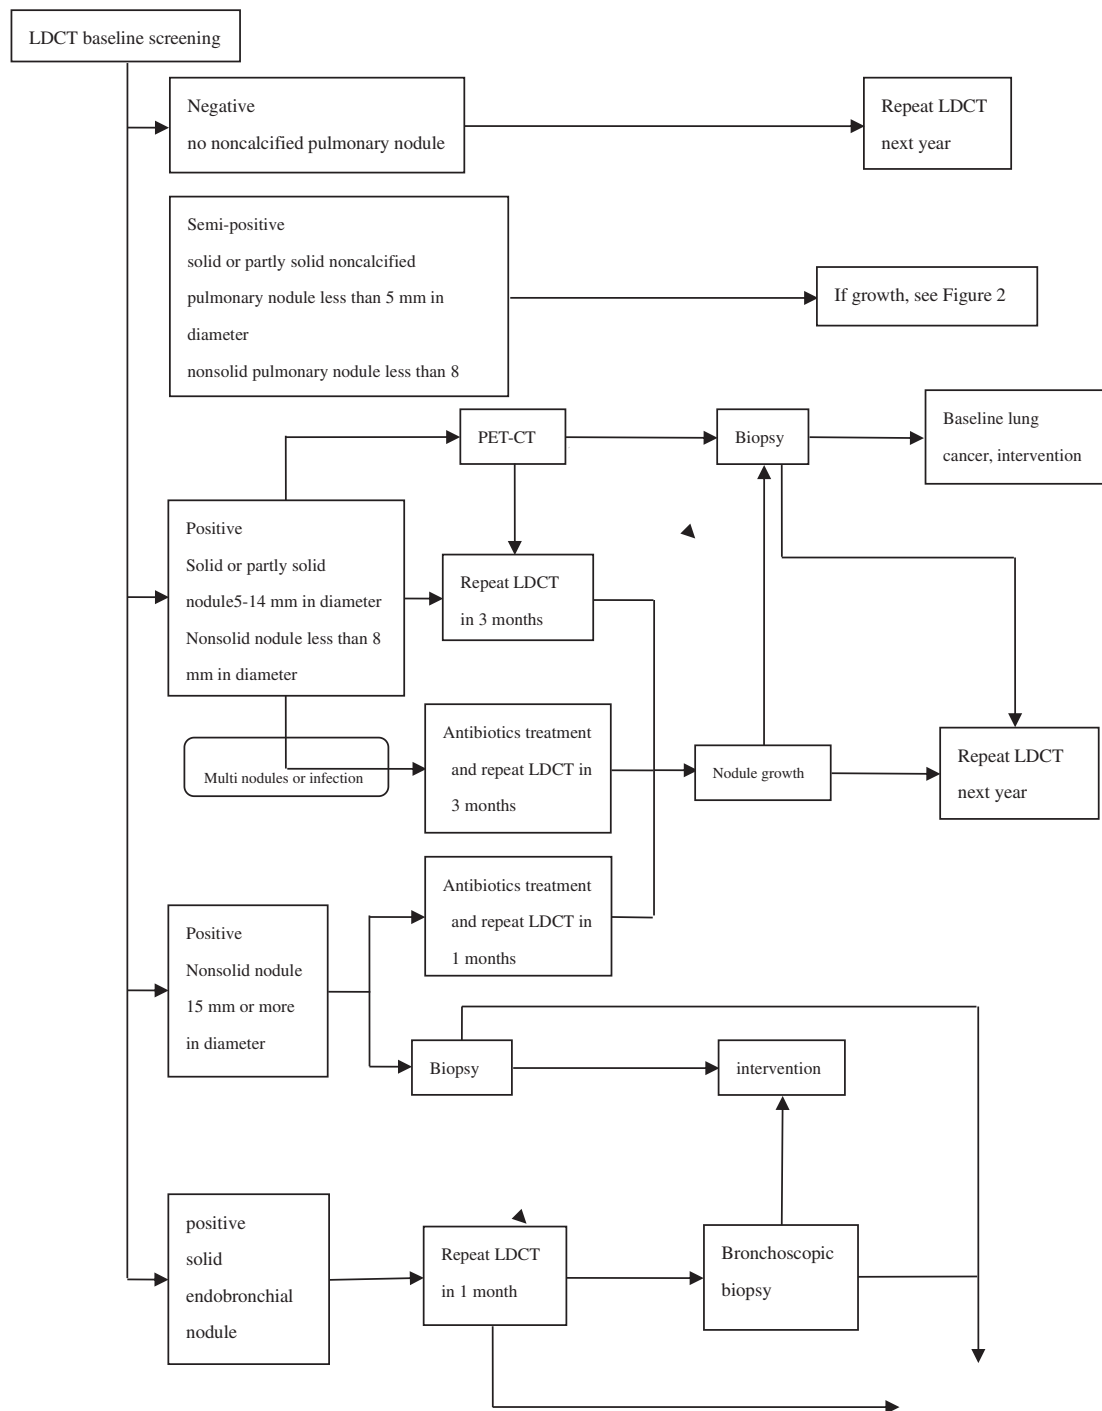 LDCT baseline screening
Negative
no noncalcified pulmonary nodule
Repeat LDCT
next year
Semi-positive
solid or partly solid noncalcified
pulmonary nodule less than 5 mm in
diameter
nonsolid pulmonary nodule less than 8
If growth, see Figure 2
PET-CT
Biopsy
Baseline lung
cancer, intervention
Positive
Solid or partly solid
nodule5-14 mm in diameter
Nonsolid nodule less than 8
mm in diameter
Repeat LDCT
in 3 months
Multi nodules or infection
Antibiotics treatment
and repeat LDCT in
3 months
Nodule growth
Repeat LDCT
next year
Antibiotics treatment
and repeat LDCT in
1 months
Positive
Nonsolid nodule
15 mm or more
in diameter
Biopsy
intervention
positive
solid
endobronchial
nodule
Repeat LDCT
in 1 month
Bronchoscopic
biopsy